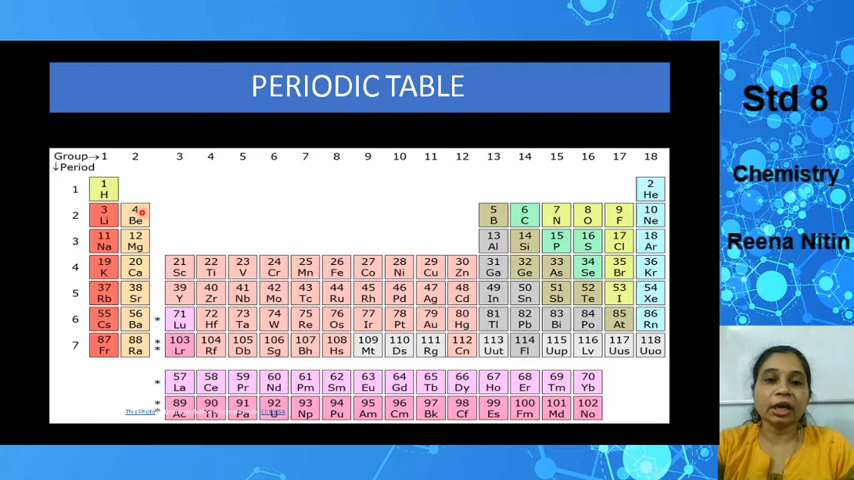 PERIODIC TABLE
Std 8
Chemistry
Reena Nitin
Group→ 1 2 3 4 5 6 7 8 9 10 11 12 13 14 15 16 17 18
↓Period
1 2
1 H He
3 4 5 6 7 8 9 10
2 Li Be B C N O F Ne
11 12 13 14 15 16 17 18
3 Na Mg Al Si P S Cl Ar
19 20 21 22 23 24 25 26 27 28 29 30 31 32 33 34 35 36
4 K Ca Sc Ti V Cr Mn Fe Co Ni Cu Zn Ga Ge As Se Br Kr
37 38 39 40 41 42 43 44 45 46 47 48 49 50 51 52 53 54
5 Rb Sr Y Zr Nb Mo Tc Ru Rh Pd Ag Cd In Sn Sb Te I Xe
55 56 71 72 73 74 75 76 77 78 79 80 81 82 83 84 85 86
6 Cs Ba * Lu Hf Ta W Re Os Ir Pt Au Hg Tl Pb Bi Po At Rn
87 88 103 104 105 106 107 108 109 110 111 112 113 114 115 116 117 118
7 Fr Ra ** Lr Rf Db Sg Bh Hs Mt Ds Rg Cn Uut Fl Uup Lv Uus Uuo
57 58 59 60 61 62 63 64 65 66 67 68 69 70
* La Ce Pr Nd Pm Sm Eu Gd Tb Dy Ho Er Tm Yb
89 90 91 92 93 94 95 96 97 98 99 100 101 102
** Ac Th Pa U Np Pu Am Cm Bk Cf Es Fm Md No
This Photo